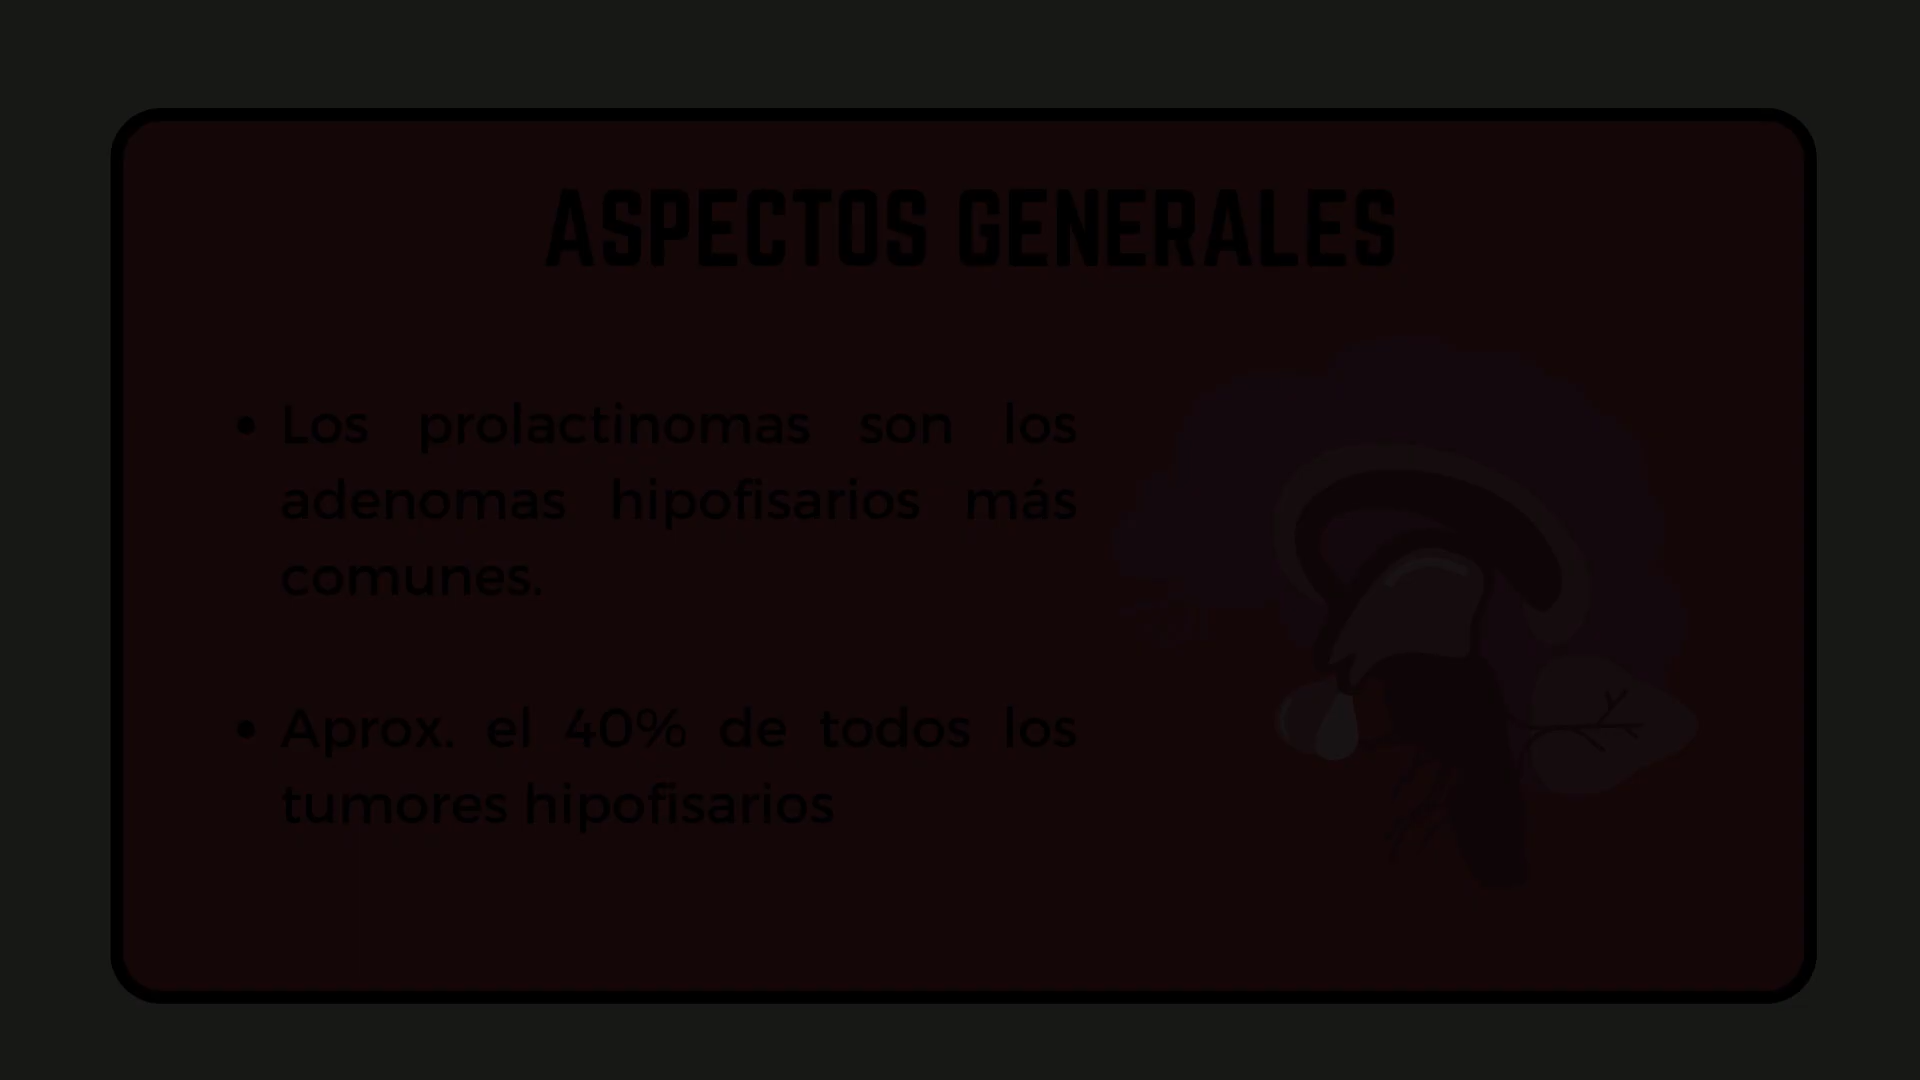 ASPECTOS GENERALES
• Los prolactinomas son los
adenomas hipofisarios más
comunes.
• Aprox. el 40% de todos los
tumores hipofisarios